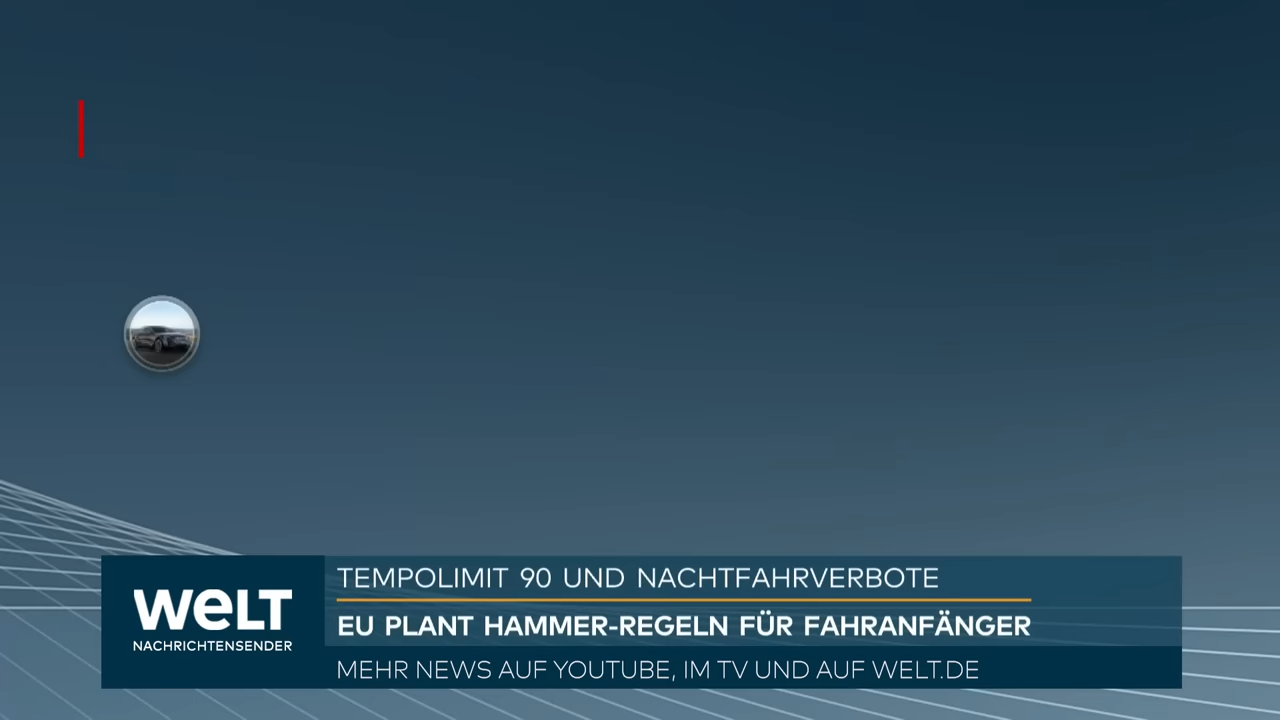 TEMPOLIMIT 90 UND NACHTFAHRVERBOTE
welt
NACHRICHTENSENDER
EU PLANT HAMMER-REGELN FÜR FAHRANFÄNGER
MEHR NEWS AUF YOUTUBE, IM TV UND AUF WELT.DE